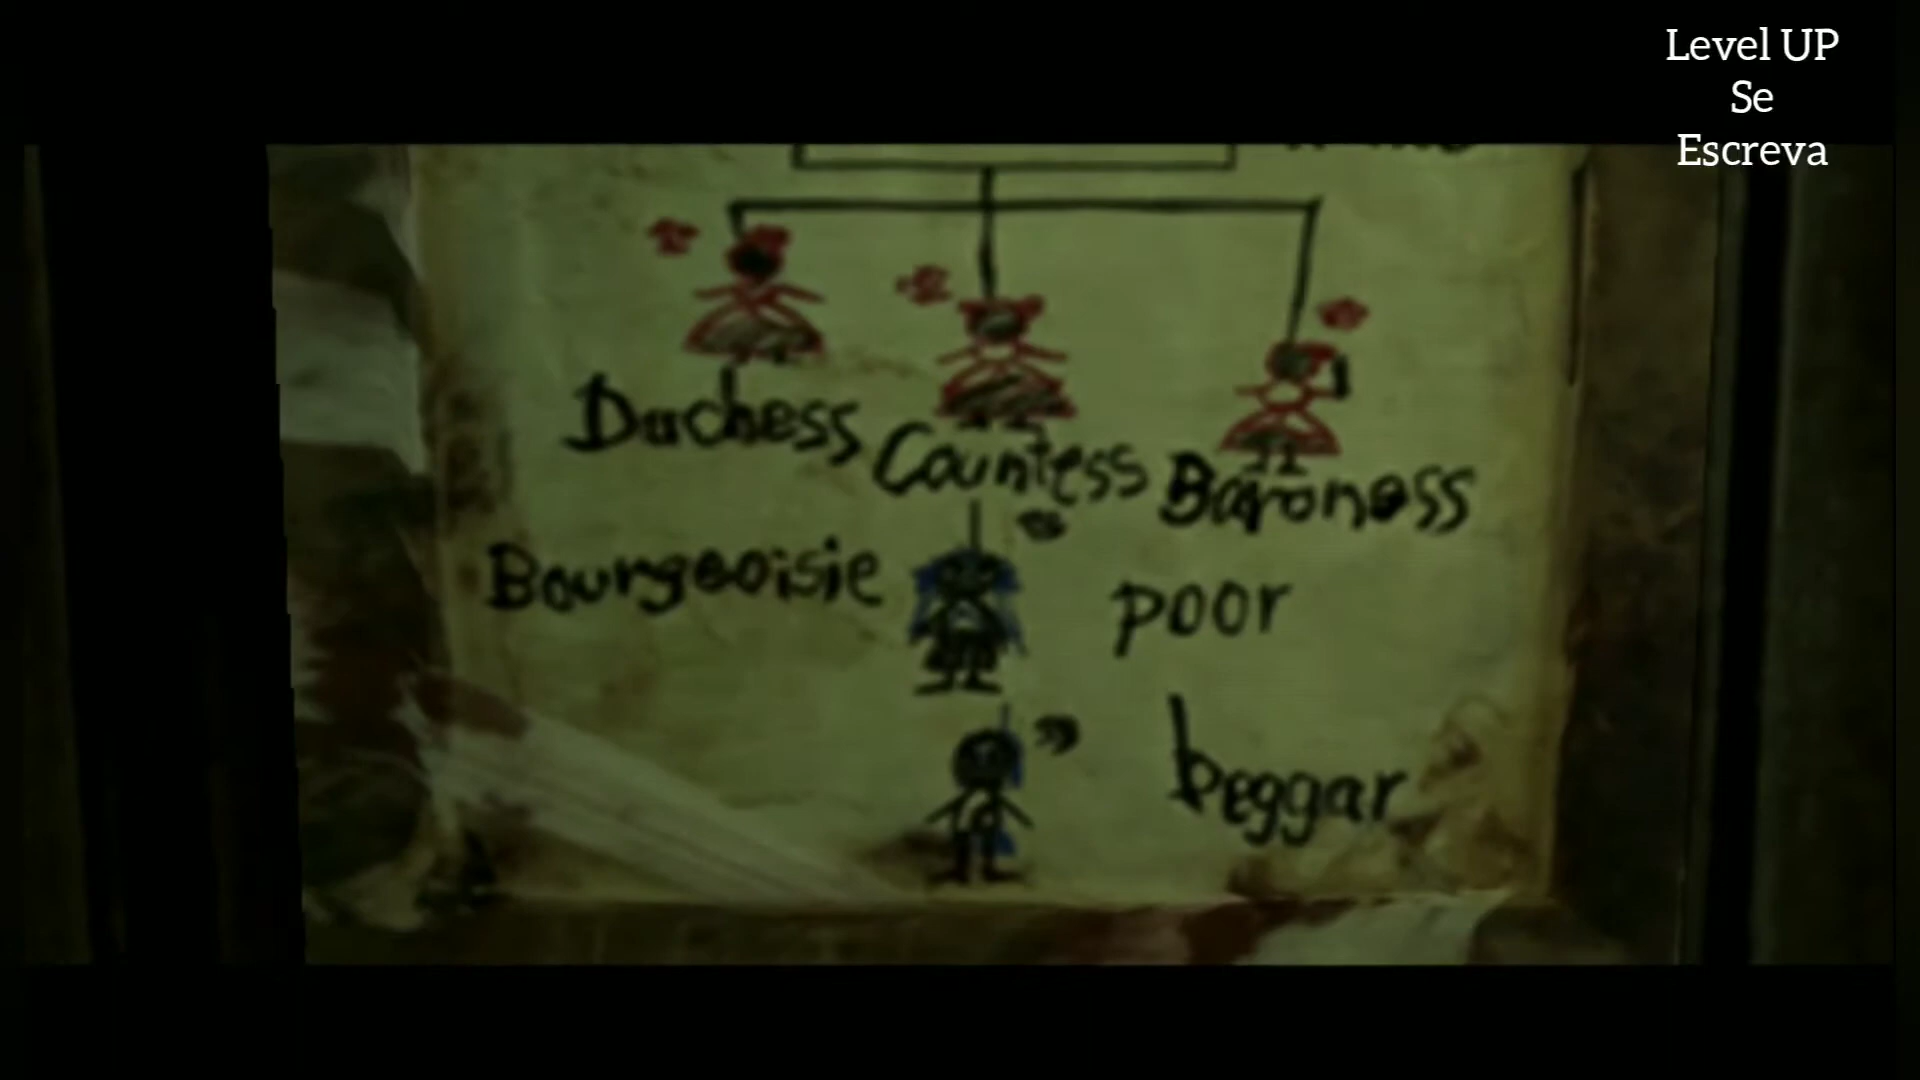 Level UP
Se
Escreva
Duchess
Countess
Baroness
Bourgeoisie
poor
beggar